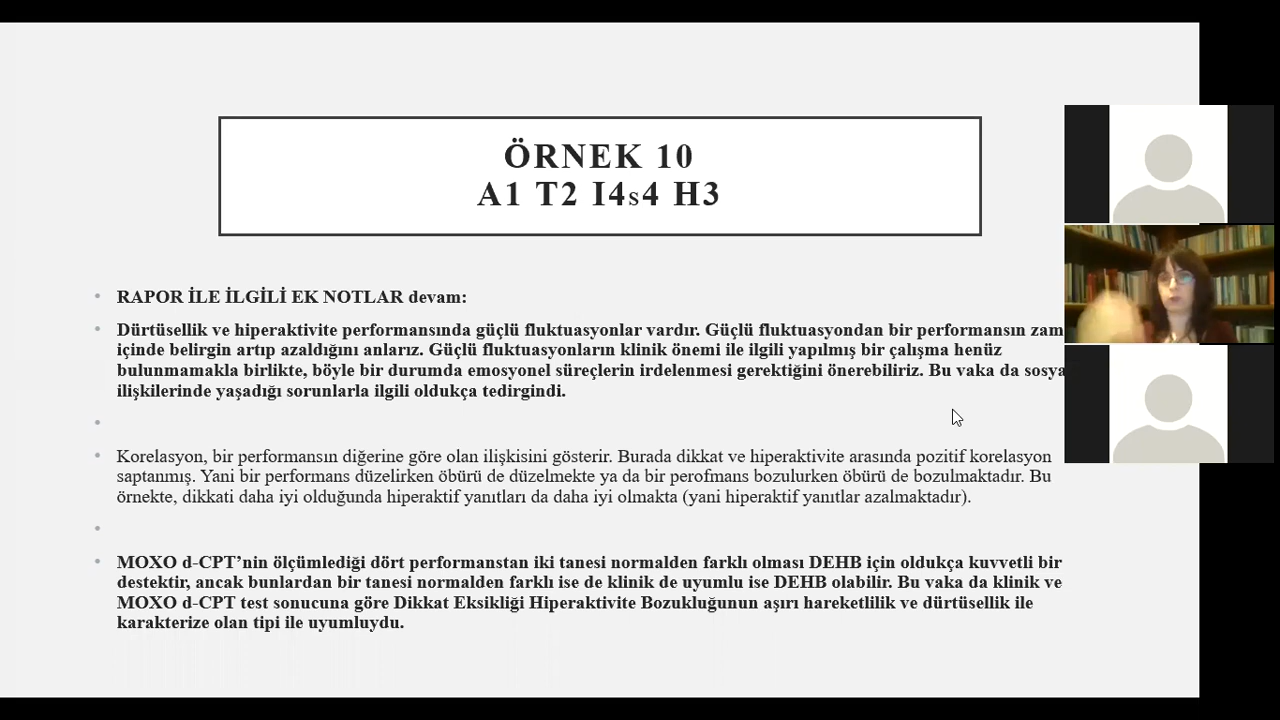 ÖRNEK 10
A1 T2 I4s4 H3
RAPOR İLE İLGİLİ EK NOTLAR devam:
Dürtüsellik ve hiperaktivite performansında güçlü fluktuasyonlar vardır. Güçlü fluktuasyondan bir performansın zam
içinde belirgin artıp azaldığını anlarız. Güçlü fluktuasyonların klinik önemi ile ilgili yapılmış bir çalışma henüz
bulunmamakla birlikte, böyle bir durumda emosyonel süreçlerin irdelenmesi gerektiğini önerebiliriz. Bu vaka da sosya
ilişkilerinde yaşadığı sorunlarla ilgili oldukça tedirgindi.
Korelasyon, bir performansın diğerine göre olan ilişkisini gösterir. Burada dikkat ve hiperaktivite arasında pozitif korelasyon
saptanmış. Yani bir performans düzelirken öbürü de düzelmekte ya da bir perofmans bozulurken öbürü de bozulmaktadır. Bu
örnekte, dikkati daha iyi olduğunda hiperaktif yanıtları da daha iyi olmakta (yani hiperaktif yanıtlar azalmaktadır).
MOXO d-CPT’nin ölçümlediği dört performanstan iki tanesi normalden farklı olması DEHB için oldukça kuvvetli bir
destektir, ancak bunlardan bir tanesi normalden farklı ise de klinik de uyumlu ise DEHB olabilir. Bu vaka da klinik ve
MOXO d-CPT test sonucuna göre Dikkat Eksikliği Hiperaktivite Bozukluğunun aşırı hareketlilik ve dürtüsellik ile
karakterize olan tipi ile uyumluydu.